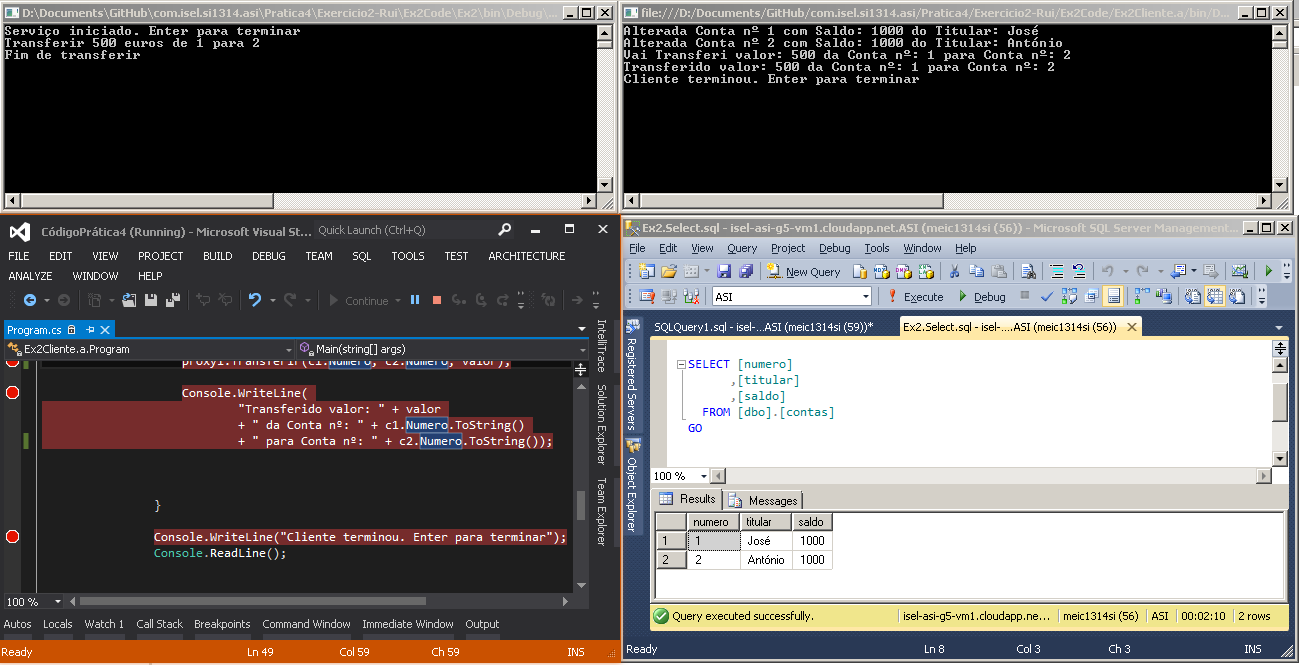 D:\Documents\GitHub\com.isel.si1314.asi\Pratica4\Exercicio2-Rui\Ex2Code\Ex2\bin\Debug\...
Serviço iniciado. Enter para terminar
Transferir 500 euros de 1 para 2
Fim de transferir
file:///D:/Documents/GitHub/com.isel.si1314.asi/Pratica4/Exercicio2-Rui/Ex2Code/Ex2Cliente.a/bin/D...
Alterada Conta nº 1 com Saldo: 1000 do Titular: José
Alterada Conta nº 2 com Saldo: 1000 do Titular: António
Vai Transferi valor: 500 da Conta nº: 1 para Conta nº: 2
Transferido valor: 500 da Conta nº: 1 para Conta nº: 2
Cliente terminou. Enter para terminar
CódigoPrática4 (Running) - Microsoft Visual St... Quick Launch (Ctrl+Q)
FILE EDIT VIEW PROJECT BUILD DEBUG TEAM SQL TOOLS TEST ARCHITECTURE
ANALYZE WINDOW HELP
Continue
Program.cs
Ex2Cliente.a.Program Main(string[] args)
proxy1.Transferir(c1.Numero, c2.Numero, valor);
Console.WriteLine(
"Transferido valor: " + valor
+ " da Conta nº: " + c1.Numero.ToString()
+ " para Conta nº: " + c2.Numero.ToString());
}
Console.WriteLine("Cliente terminou. Enter para terminar");
Console.ReadLine();
100 %
IntelliTrace
Solution Explorer
Team Explorer
Autos Locals Watch 1 Call Stack Breakpoints Command Window Immediate Window Output
Ready Ln 49 Col 59 Ch 59 INS
Ex2.Select.sql - isel-asi-g5-vm1.cloudapp.net.ASI (meic1314si (56)) - Microsoft SQL Server Management...
File Edit View Query Project Debug Tools Window Help
New Query
ASI Execute Debug
SQLQuery1.sql - isel-...ASI (meic1314si (59))* Ex2.Select.sql - isel-....ASI (meic1314si (56))
Registered Servers
Object Explorer
SELECT [numero]
,[titular]
,[saldo]
FROM [dbo].[contas]
GO
100 %
Results Messages
numero titular saldo
1 1 José 1000
2 2 António 1000
Query executed successfully. isel-asi-g5-vm1.cloudapp.ne... meic1314si (56) ASI 00:02:10 2 rows
Ready Ln 8 Col 3 Ch 3 INS